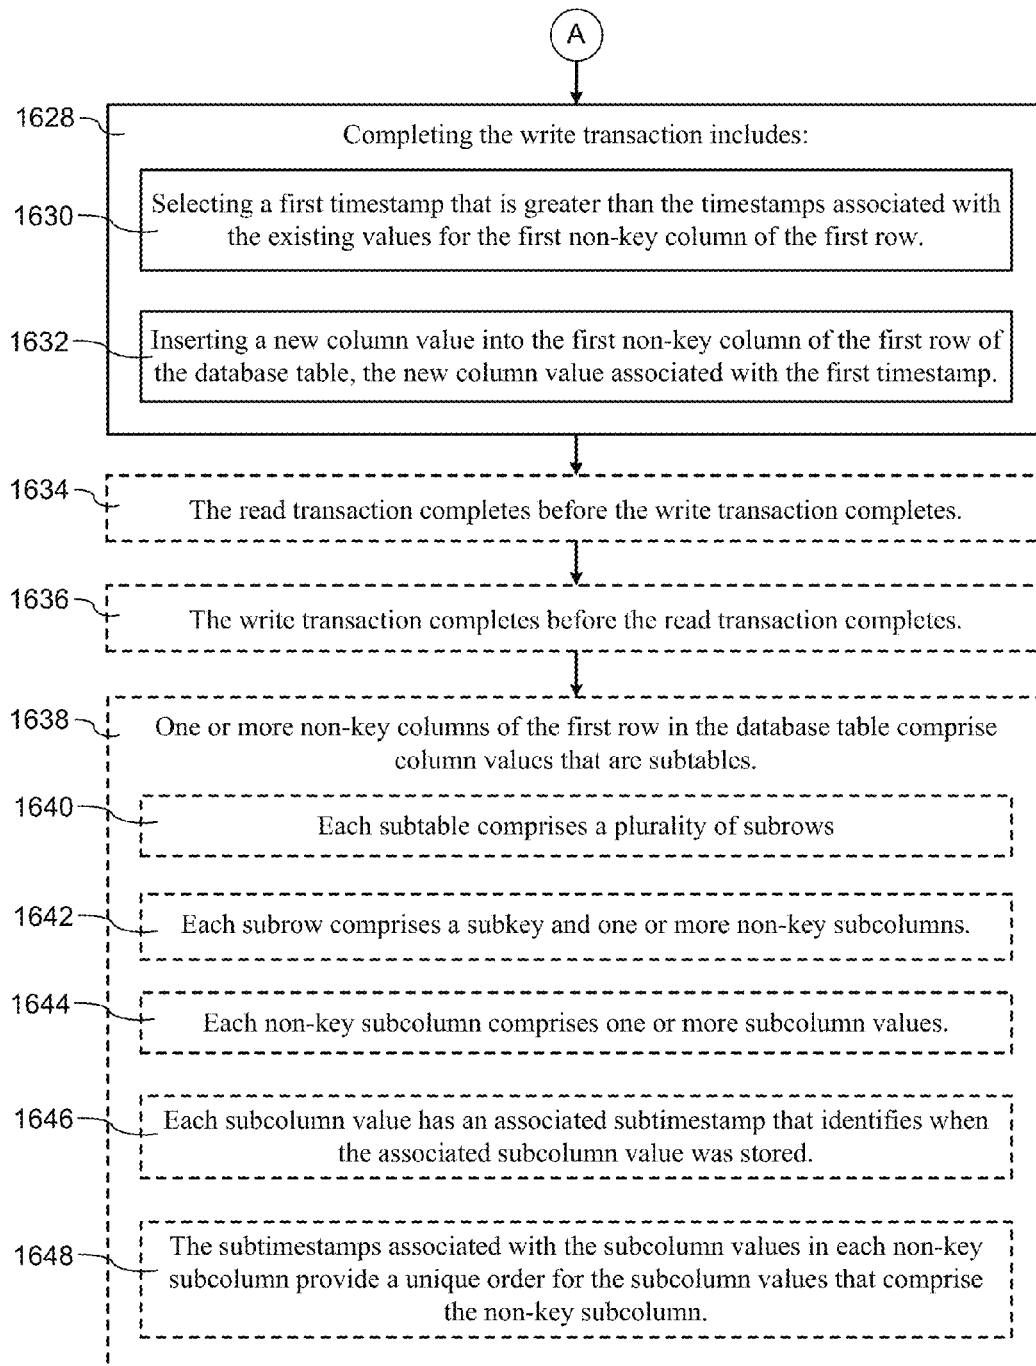 A
1628
Completing the write transaction includes:
1630
Selecting a first timestamp that is greater than the timestamps associated with
the existing values for the first non-key column of the first row.
1632
Inserting a new column value into the first non-key column of the first row of
the database table, the new column value associated with the first timestamp.
1634
The read transaction completes before the write transaction completes.
1636
The write transaction completes before the read transaction completes.
1638
One or more non-key columns of the first row in the database table comprise
column values that are subtables.
1640
Each subtable comprises a plurality of subrows
1642
Each subrow comprises a subkey and one or more non-key subcolumns.
1644
Each non-key subcolumn comprises one or more subcolumn values.
1646
Each subcolumn value has an associated subtimestamp that identifies when
the associated subcolumn value was stored.
1648
The subtimestamps associated with the subcolumn values in each non-key
subcolumn provide a unique order for the subcolumn values that comprise
the non-key subcolumn.